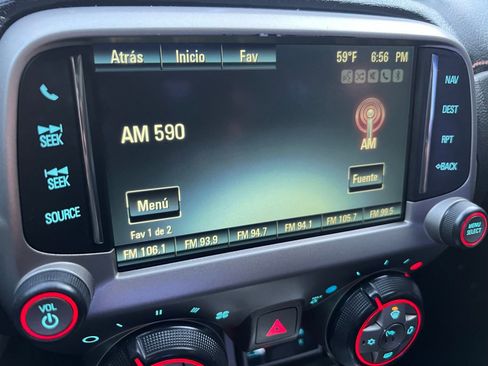 Atrás Inicio Fav 59°F 6:56 PM
AM 590
AM
Menú
Fuente
Fav 1 de 2
FM 106.1 FM 93.9 FM 94.7 FM 94.1 FM 105.7 FM 99.5
SEEK
SEEK
SOURCE
NAV
DEST
RPT
BACK
VOL
MENU
SELECT